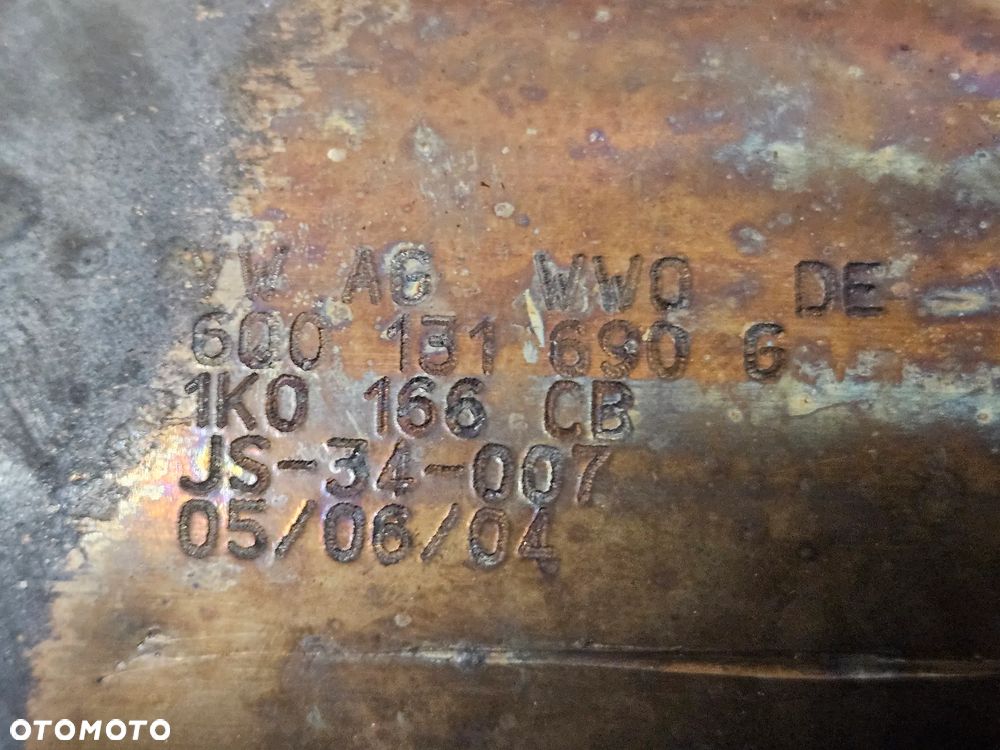 VW AG WWO DE
6Q0 131 690 G
1K0 166 CB
JS-34-007
05/06/04
OTOMOTO